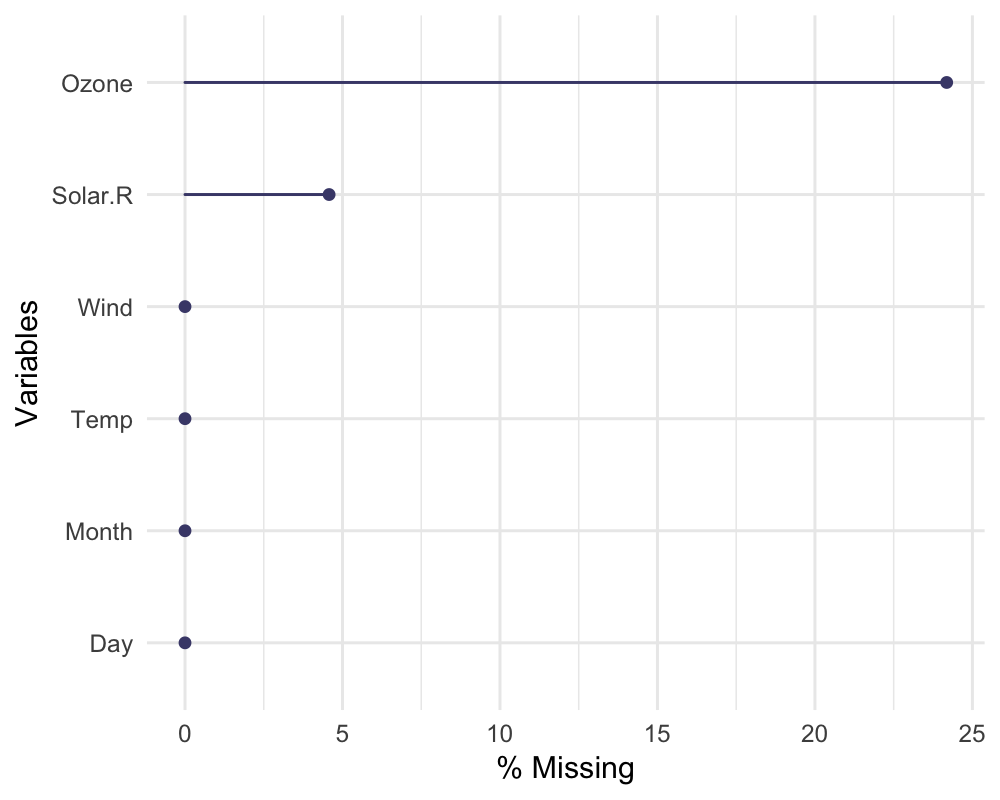 Ozone
Solar.R
Wind
Temp
Month
Day
Variables
0 5 10 15 20 25
% Missing